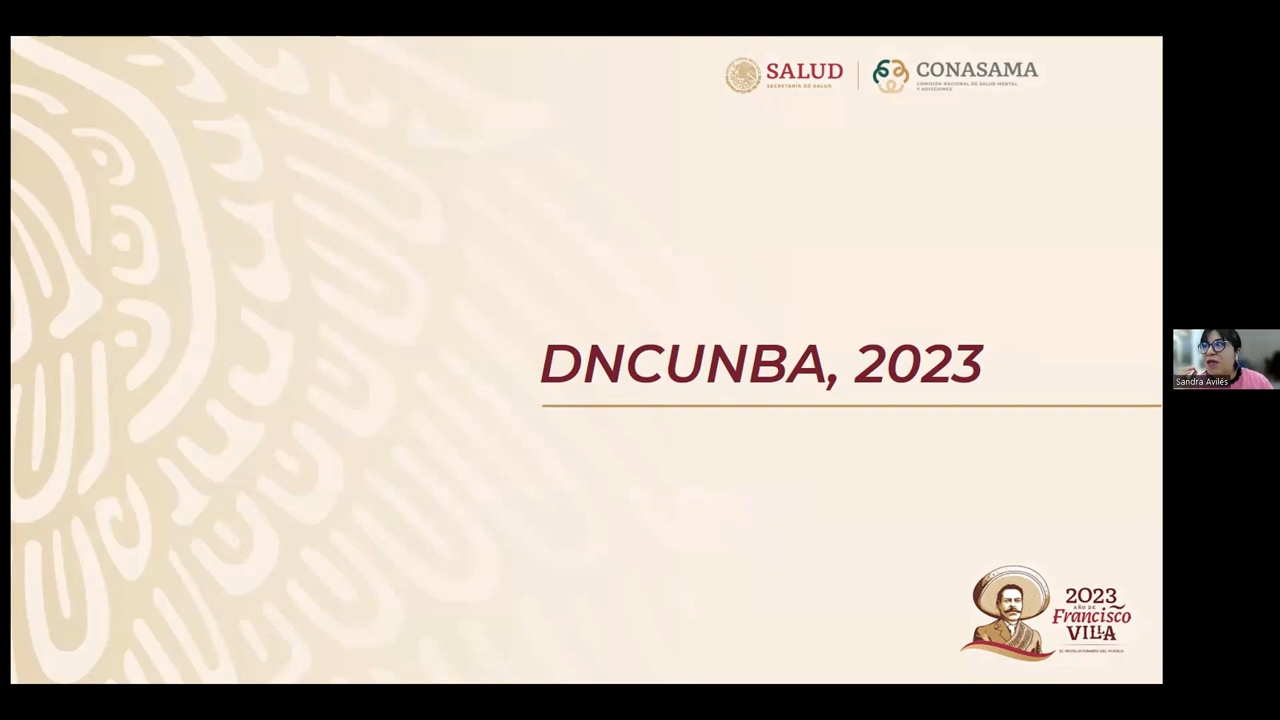 SALUD
SECRETARÍA DE SALUD
CONASAMA
COMISIÓN NACIONAL DE SALUD MENTAL
Y ADICCIONES
DNCUNBA, 2023
Sandra Avilés
2023
AÑO DE
Francisco
VILLA
EL REVOLUCIONARIO DEL PUEBLO